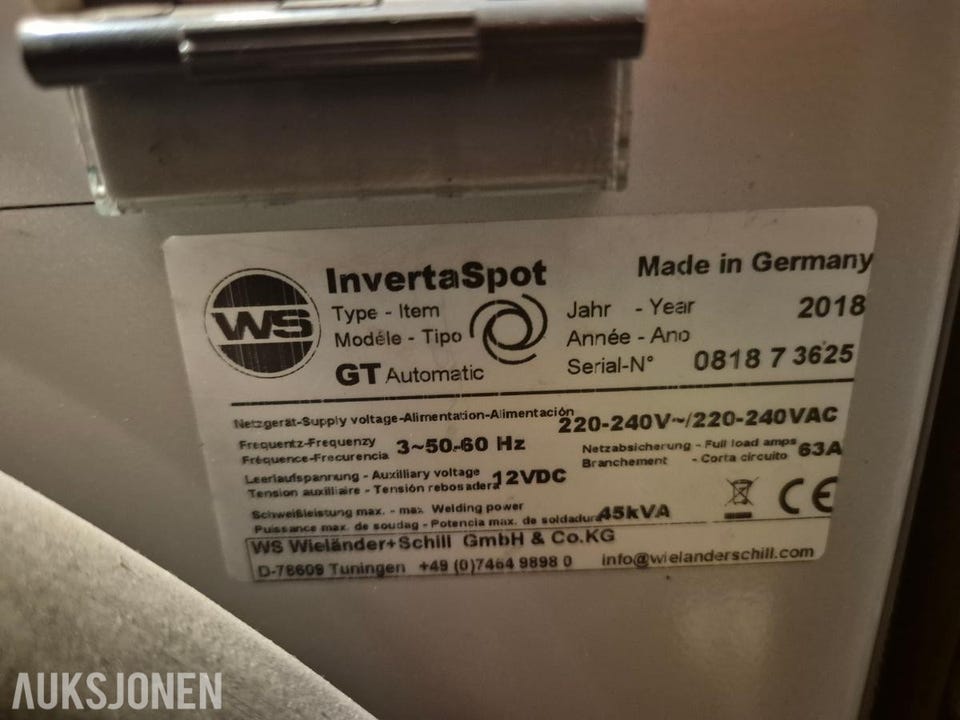 WS
InvertaSpot
Made in Germany
Type - Item
Jahr - Year 2018
Modéle - Tipo
Année - Ano
GT Automatic
Serial-N° 0818 7 3625
Netzgerät-Supply voltage-Alimentation-Alimentación 220-240V~/220-240VAC
Frequentz-Frequenzy
Fréquence-Frecurencia 3~50-60 Hz
Netzabsicherung - Full load amps
Branchement - Corta circuito 63A
Leerlaufspannung - Auxilliary voltage
Tension auxilliaire - Tensión rebosadera 12VDC
Schweißleistung max. - max. Welding power
Puissance max. de soudag - Potencia max. de soldadura 45kVA
CE
WS Wieländer+Schill GmbH & Co.KG
D-78609 Tuningen +49 (0)7464 9898 0 info@wielanderschill.com
AUKSJONEN